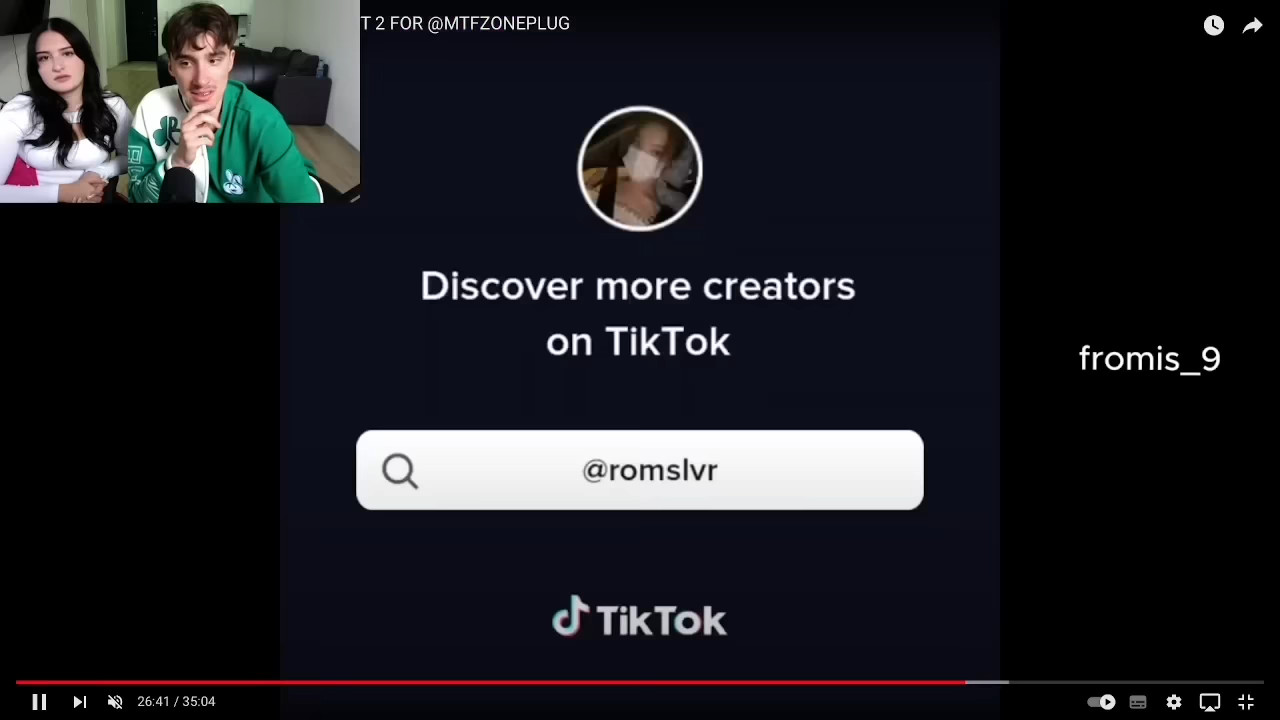 T 2 FOR @MTFZONEPLUG
Discover more creators
on TikTok
fromis_9
@romslvr
TikTok
26:41 / 35:04